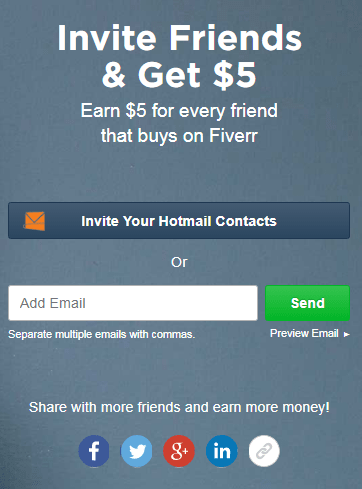 Invite Friends
& Get $5
Earn $5 for every friend
that buys on Fiverr
Invite Your Hotmail Contacts
Or
Add Email
Send
Separate multiple emails with commas.
Preview Email ▸
Share with more friends and earn more money!
f
g+
in